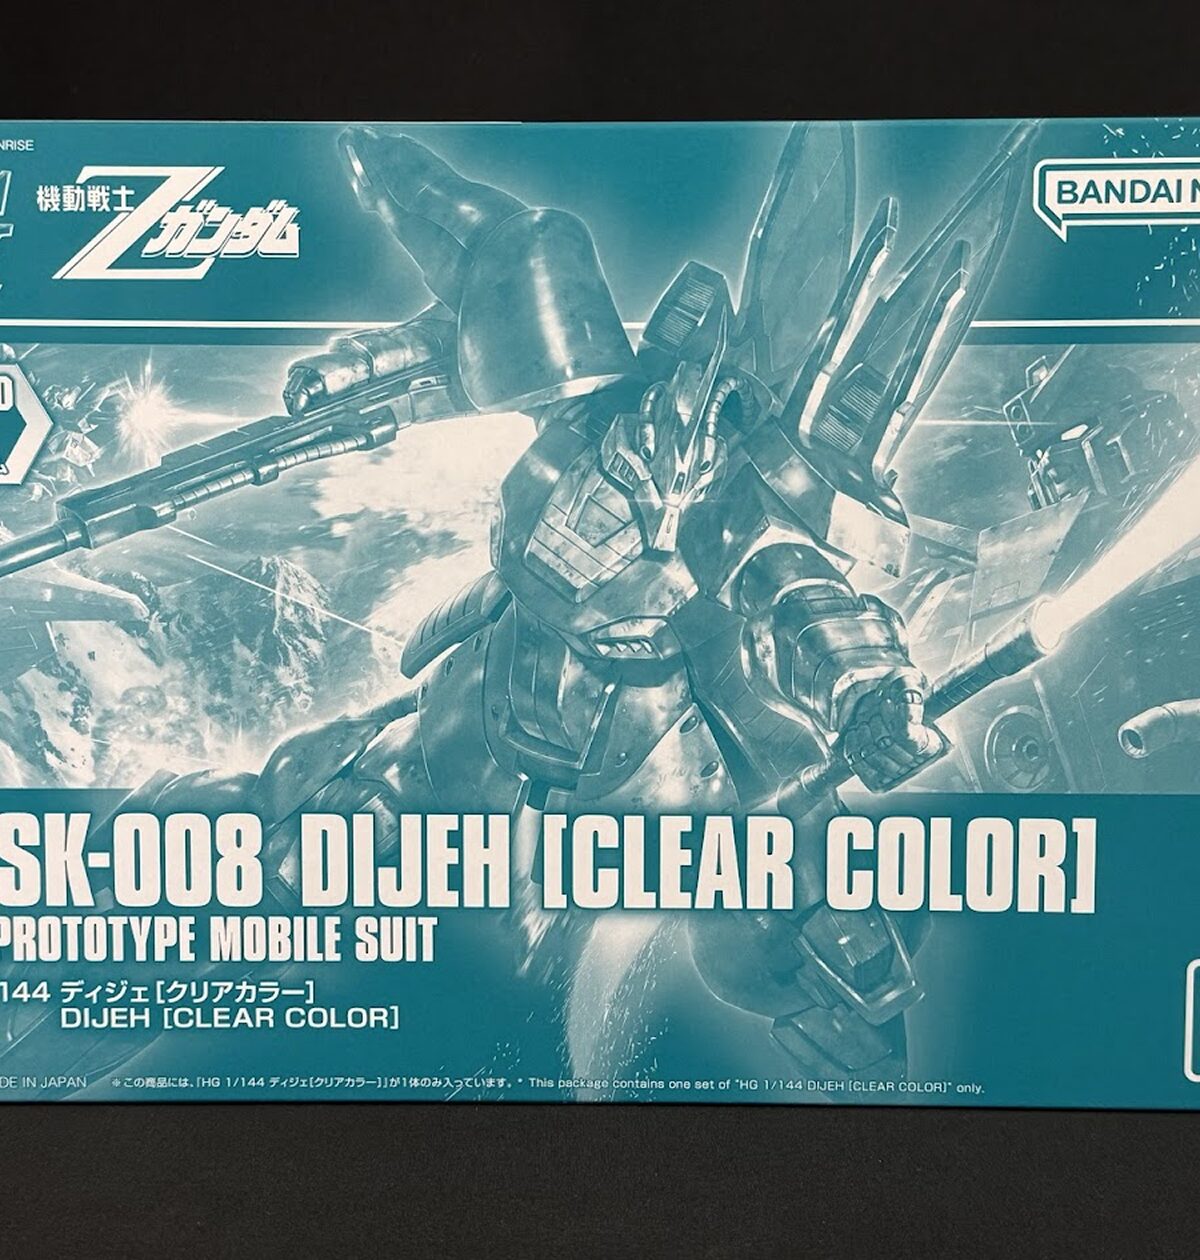 NRISE
機動戦士
Z
ガンダム
BANDAI N
SK-008 DIJEH [CLEAR COLOR]
PROTOTYPE MOBILE SUIT
144 ディジェ[クリアカラー]
DIJEH [CLEAR COLOR]
DE IN JAPAN ※この商品には、「HG 1/144 ディジェ[クリアカラー]」が1体のみ入っています。 * This package contains one set of "HG 1/144 DIJEH [CLEAR COLOR]" only.